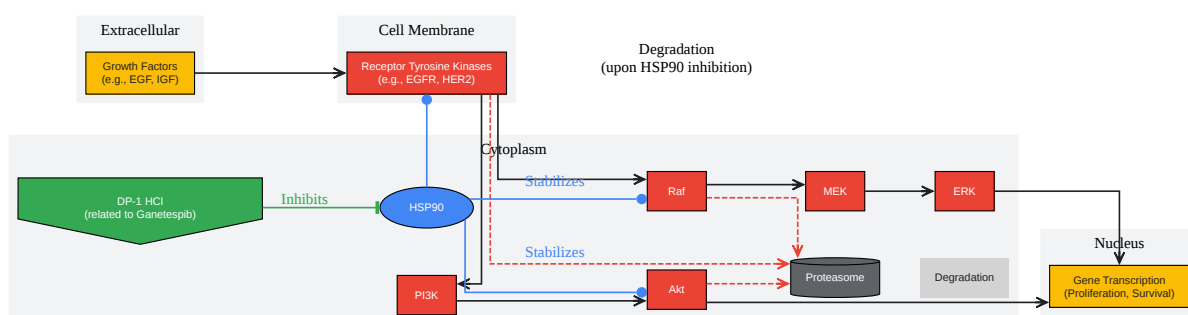 Extracellular
Cell Membrane
Growth Factors
(e.g., EGF, IGF)
Receptor Tyrosine Kinases
(e.g., EGFR, HER2)
Degradation
(upon HSP90 inhibition)
Cytoplasm
Stabilizes
DP-1 HCl
(related to Ganetespib)
Inhibits
HSP90
Raf
MEK
ERK
Nucleus
Stabilizes
PI3K
Akt
Proteasome
Degradation
Gene Transcription
(Proliferation, Survival)